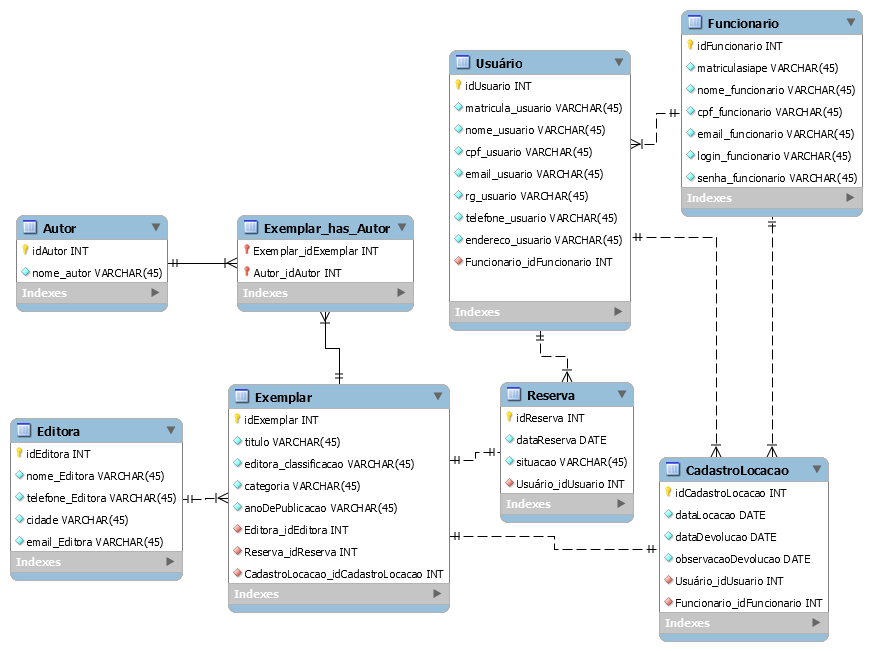 Funcionario
idFuncionario INT
matriculasiape VARCHAR(45)
nome_funcionario VARCHAR(45)
cpf_funcionario VARCHAR(45)
email_funcionario VARCHAR(45)
login_funcionario VARCHAR(45)
senha_funcionario VARCHAR(45)
Indexes
Usuário
idUsuario INT
matricula_usuario VARCHAR(45)
nome_usuario VARCHAR(45)
cpf_usuario VARCHAR(45)
email_usuario VARCHAR(45)
rg_usuario VARCHAR(45)
telefone_usuario VARCHAR(45)
endereco_usuario VARCHAR(45)
Funcionario_idFuncionario INT
Indexes
Autor
idAutor INT
nome_autor VARCHAR(45)
Indexes
Exemplar_has_Autor
Exemplar_idExemplar INT
Autor_idAutor INT
Indexes
Editora
idEditora INT
nome_Editora VARCHAR(45)
telefone_Editora VARCHAR(45)
cidade VARCHAR(45)
email_Editora VARCHAR(45)
Indexes
Exemplar
idExemplar INT
titulo VARCHAR(45)
editora_classificacao VARCHAR(45)
categoria VARCHAR(45)
anoDePublicacao VARCHAR(45)
Editora_idEditora INT
Reserva_idReserva INT
CadastroLocacao_idCadastroLocacao INT
Indexes
Reserva
idReserva INT
dataReserva DATE
situacao VARCHAR(45)
Usuário_idUsuario INT
Indexes
CadastroLocacao
idCadastroLocacao INT
dataLocacao DATE
dataDevolucao DATE
observacaoDevolucao DATE
Usuário_idUsuario INT
Funcionario_idFuncionario INT
Indexes